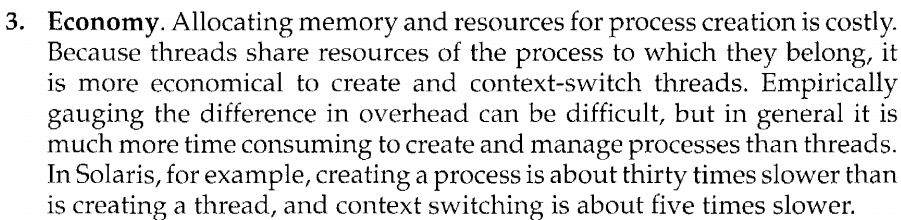 3. Economy. Allocating memory and resources for process creation is costly.
Because threads share resources of the process to which they belong, it
is more economical to create and context-switch threads. Empirically
gauging the difference in overhead can be difficult, but in general it is
much more time consuming to create and manage processes than threads.
In Solaris, for example, creating a process is about thirty times slower than
is creating a thread, and context switching is about five times slower.